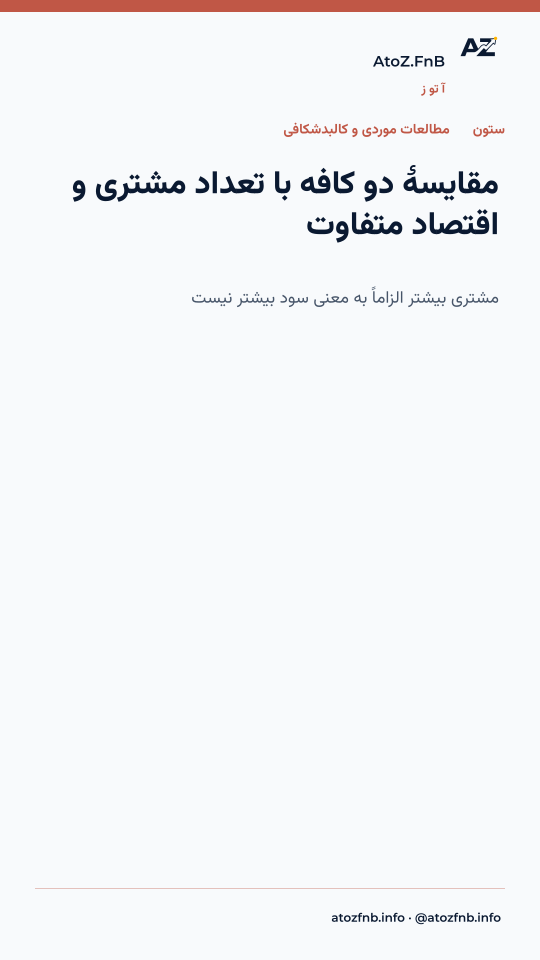 AZ
AtoZ.FnB
آ تو ز
ستون مطالعات موردی و کالبدشکافی
مقایسهٔ دو کافه با تعداد مشتری و
اقتصاد متفاوت
مشتری بیشتر الزاماً به معنی سود بیشتر نیست
atozfnb.info · @atozfnb.info